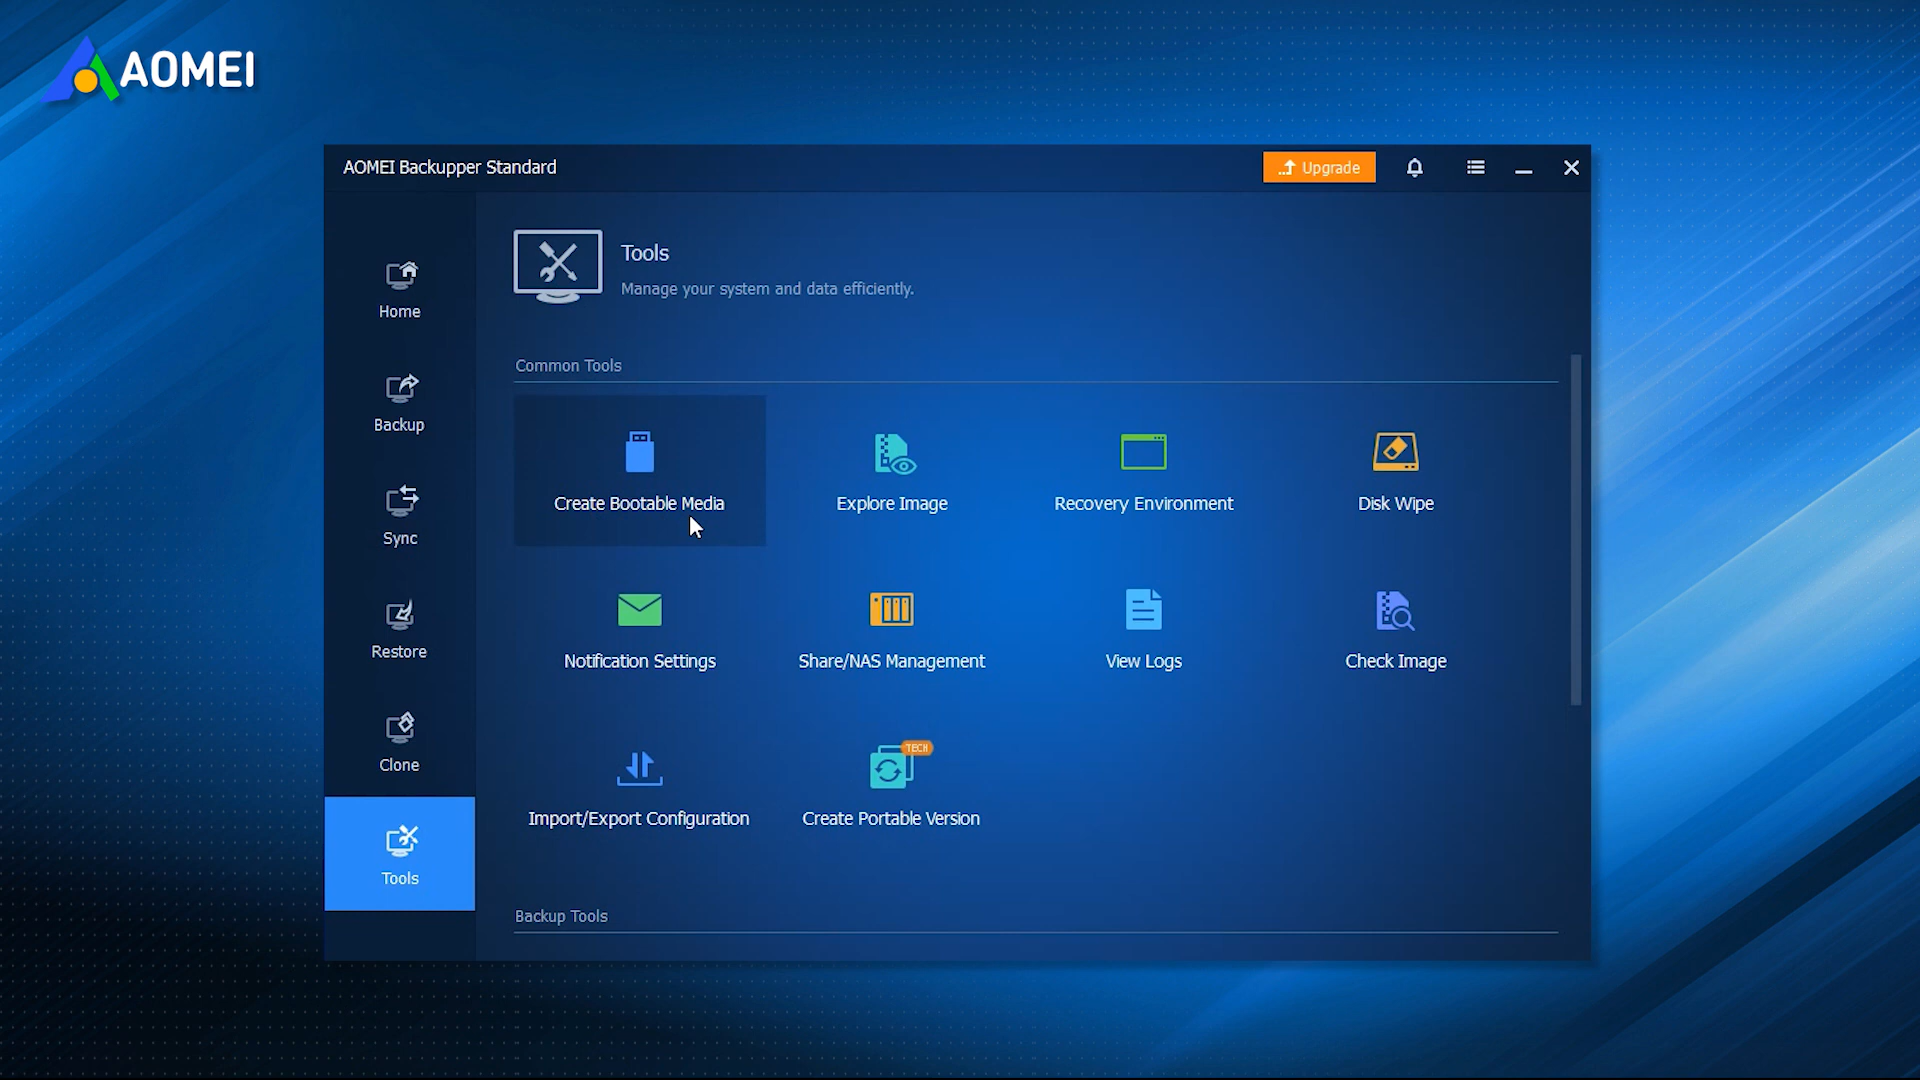 AOMEI
AOMEI Backupper Standard
Upgrade
Home
Backup
Sync
Restore
Clone
Tools
Tools
Manage your system and data efficiently.
Common Tools
Create Bootable Media
Explore Image
Recovery Environment
Disk Wipe
Notification Settings
Share/NAS Management
View Logs
Check Image
TECH
Import/Export Configuration
Create Portable Version
Backup Tools